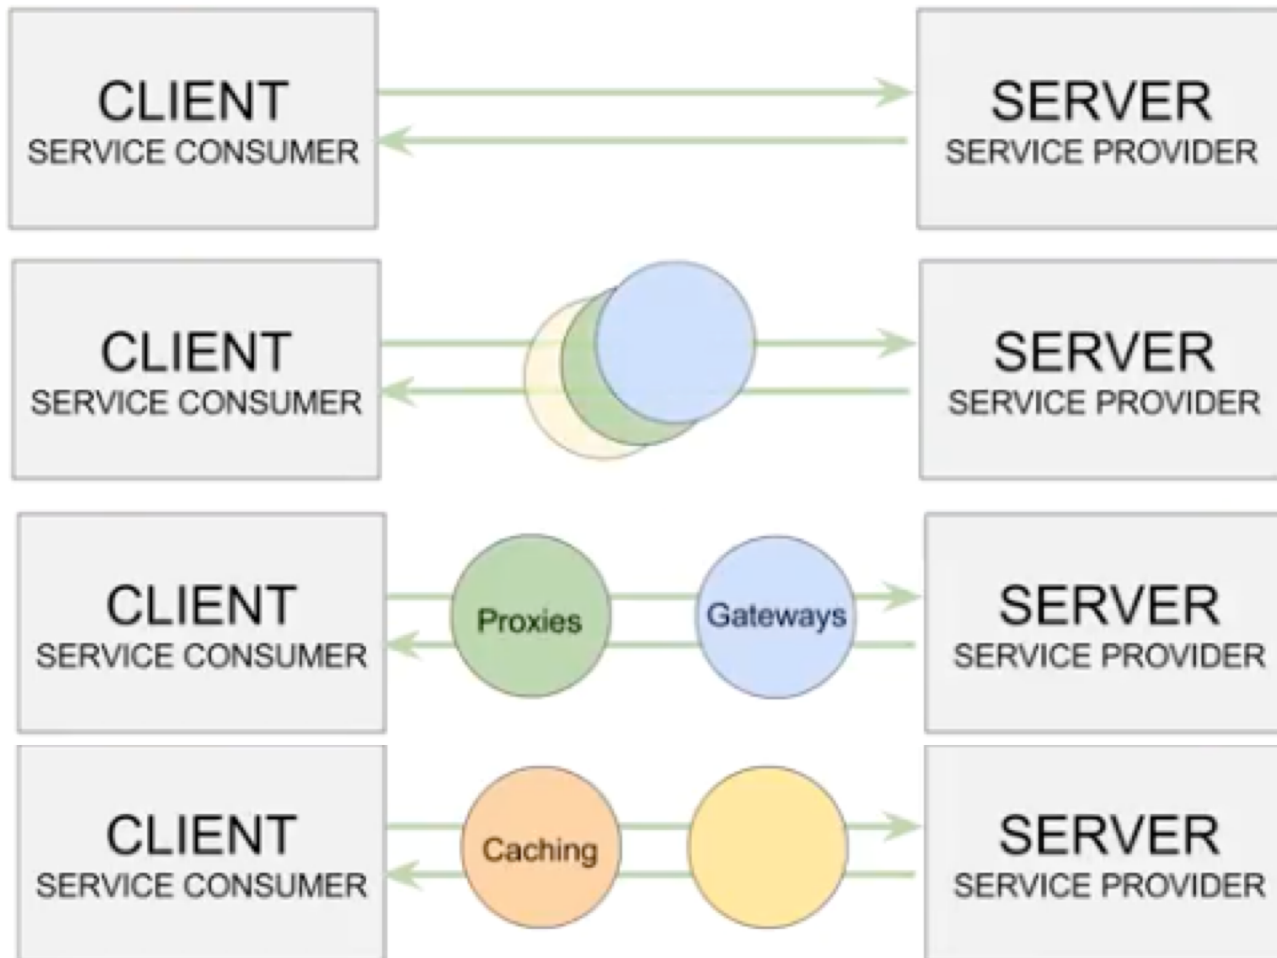 CLIENT
SERVICE CONSUMER
SERVER
SERVICE PROVIDER
CLIENT
SERVICE CONSUMER
SERVER
SERVICE PROVIDER
CLIENT
SERVICE CONSUMER
Proxies
Gateways
SERVER
SERVICE PROVIDER
CLIENT
SERVICE CONSUMER
Caching
SERVER
SERVICE PROVIDER